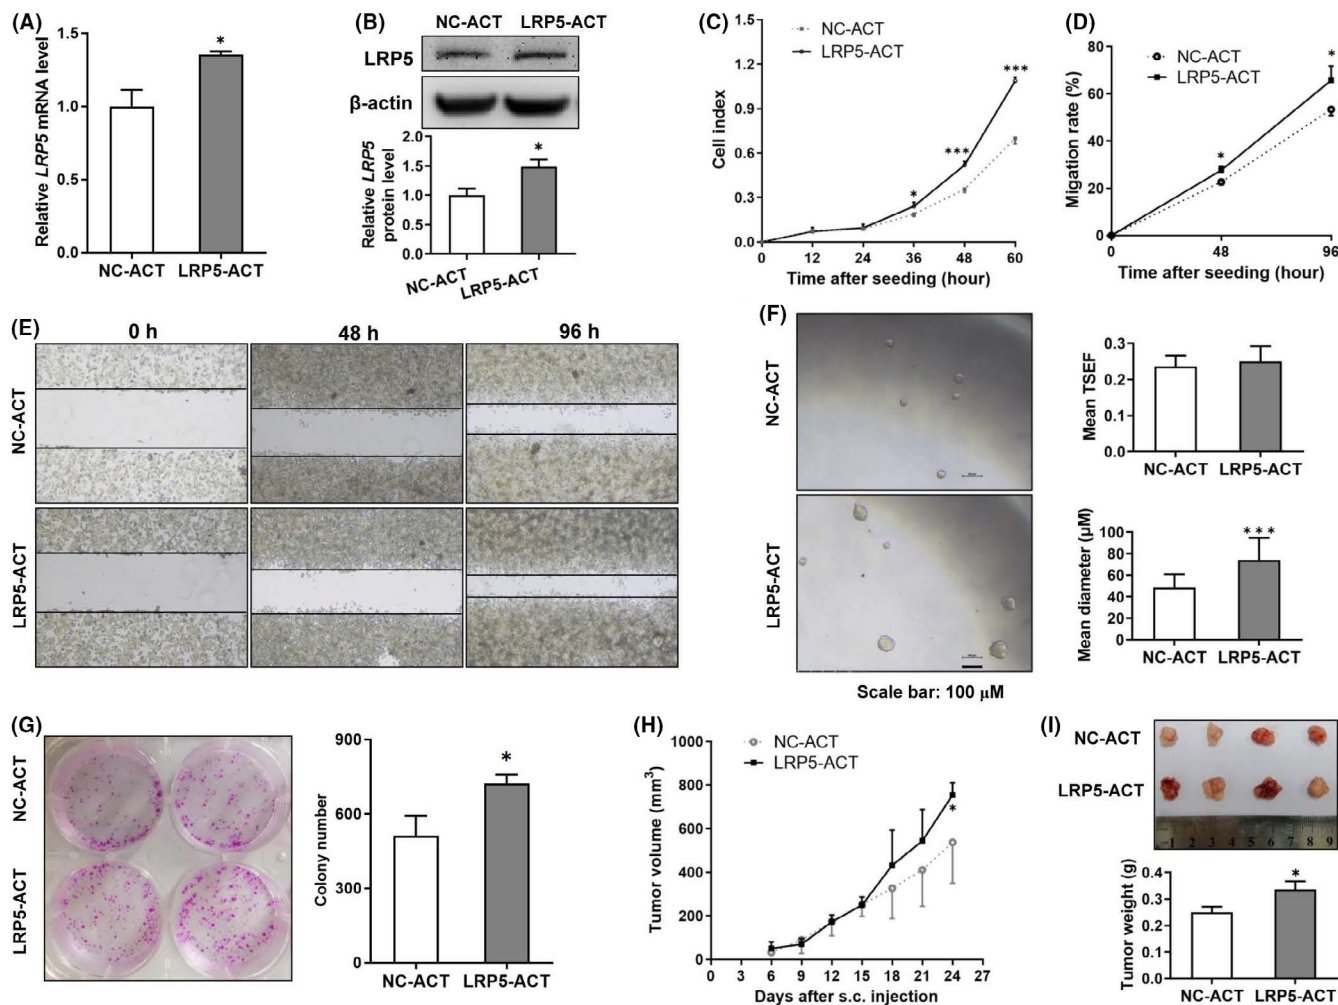 (A)
Relative LRP5 mRNA level
1.5
1.0
0.5
0.0
*
NC-ACT LRP5-ACT
(B)
NC-ACT LRP5-ACT
LRP5
β-actin
Relative LRP5
protein level
2.0
1.5
1.0
0.5
0.0
*
NC-ACT
LRP5-ACT
(C)
NC-ACT
LRP5-ACT
Cell index
1.5
1.2
0.9
0.6
0.3
0.0
* *** ***
0 12 24 36 48 60
Time after seeding (hour)
(D)
NC-ACT
LRP5-ACT
Migation rate (%)
80
60
40
20
0
* *
0 48 96
Time after seeding (hour)
(E)
0 h 48 h 96 h
NC-ACT
LRP5-ACT
(F)
NC-ACT
LRP5-ACT
Scale bar: 100 μM
Mean TSEF
0.3
0.2
0.1
0.0
NC-ACT LRP5-ACT
Mean diameter (μM)
100
80
60
40
20
0
***
NC-ACT LRP5-ACT
(G)
NC-ACT
LRP5-ACT
Colony number
900
600
300
0
*
NC-ACT LRP5-ACT
(H)
NC-ACT
LRP5-ACT
Tumor volume (mm³)
1000
800
600
400
200
0
*
0 3 6 9 12 15 18 21 24 27
Days after s.c. injection
(I)
NC-ACT
LRP5-ACT
1 2 3 4 5 6 7 8 9
Tumor weight (g)
0.4
0.3
0.2
0.1
0.0
*
NC-ACT LRP5-ACT